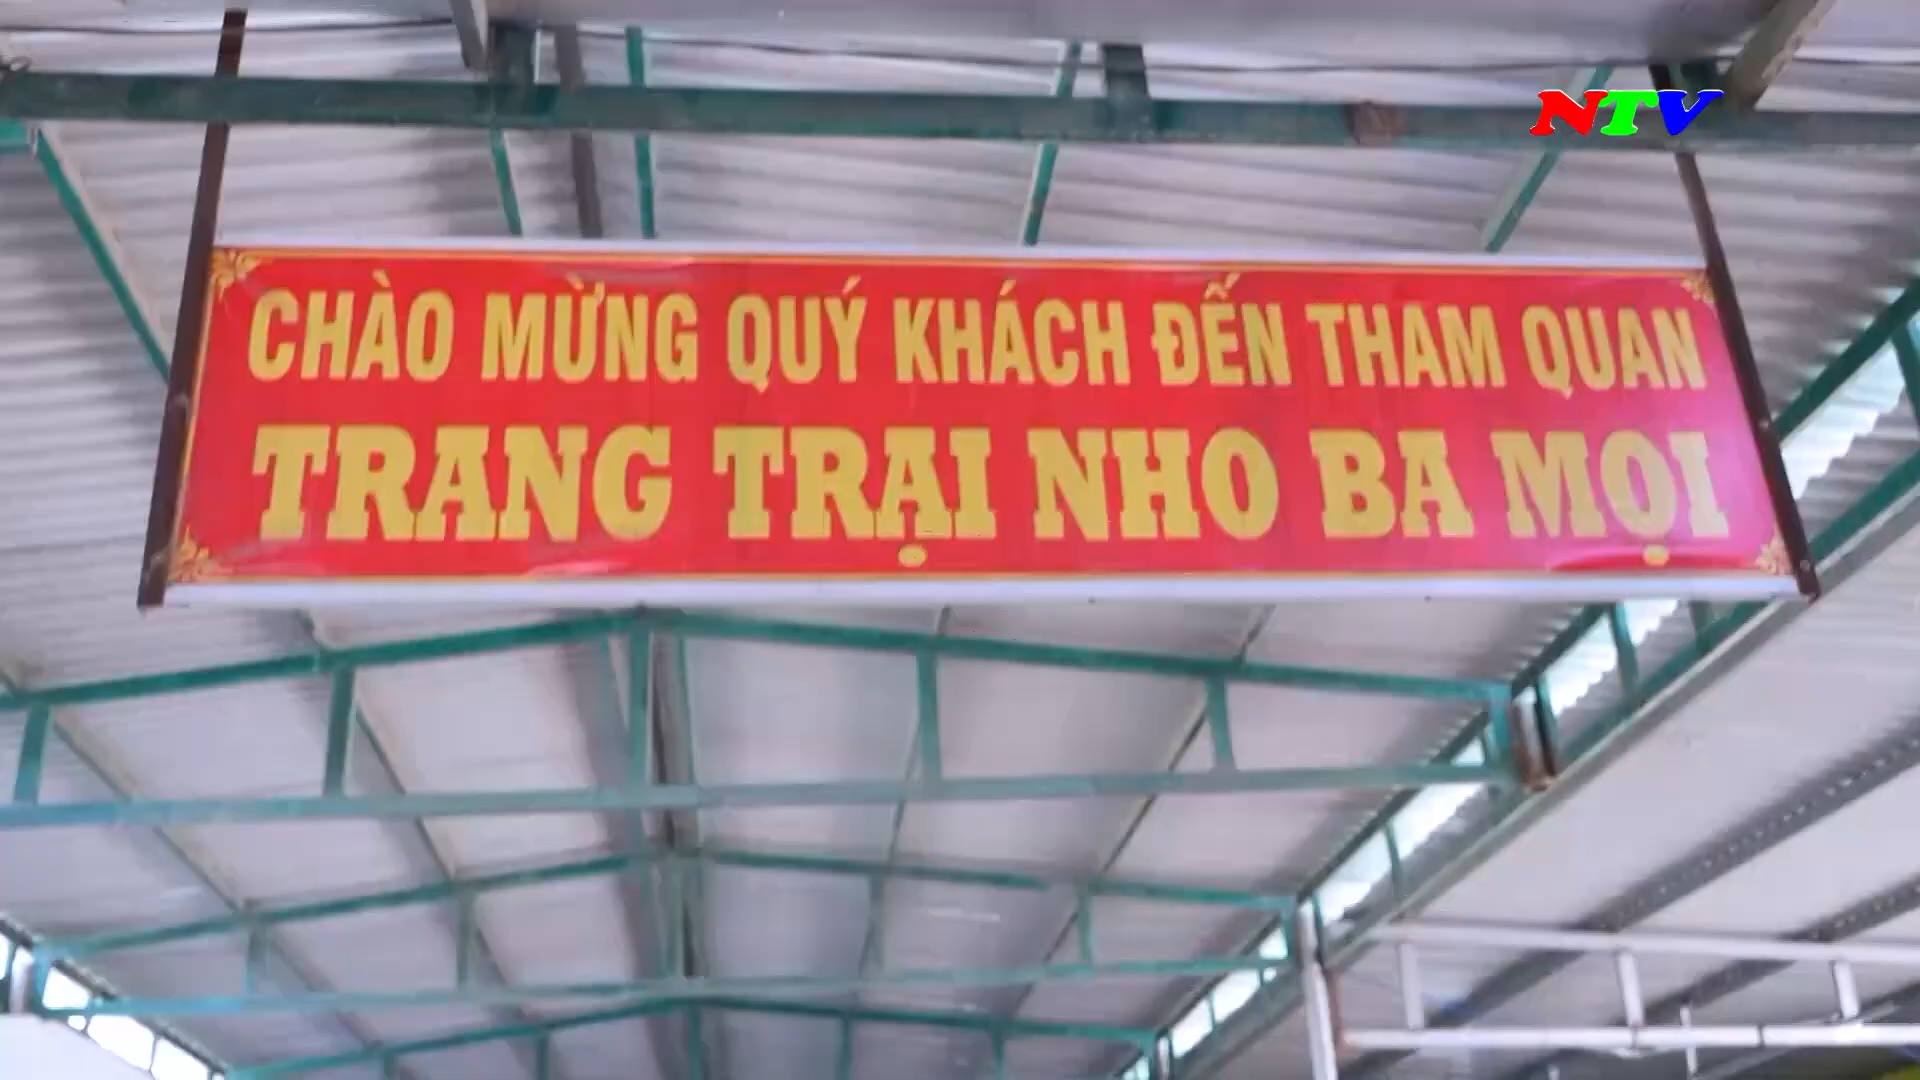 NTV
CHÀO MỪNG QUÝ KHÁCH ĐẾN THAM QUAN
TRANG TRẠI NHO BA MỌI